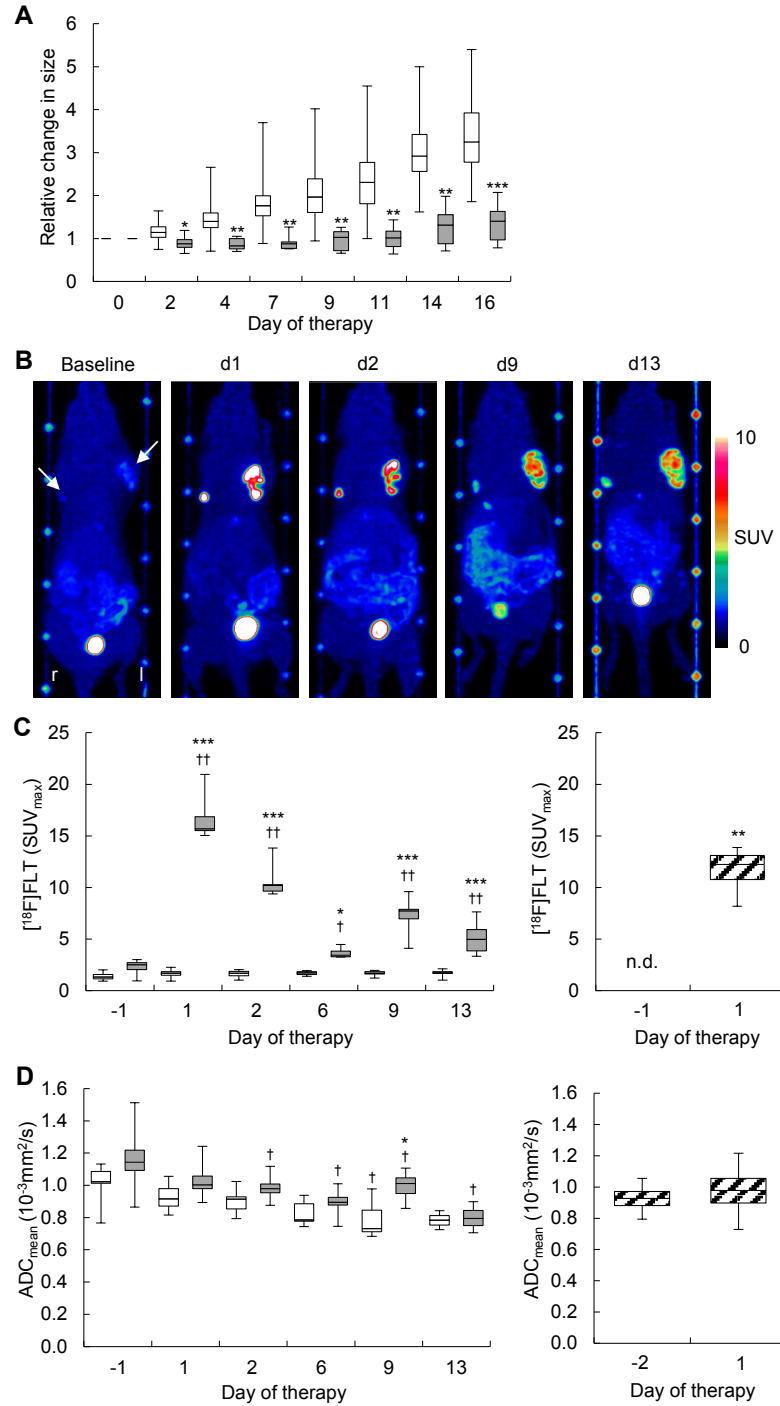 A
Relative change in size
6
5
4
3
2
1
0
* ** ** ** ** ** ***
0 2 4 7 9 11 14 16
Day of therapy
B
Baseline d1 d2 d9 d13
r l
10
SUV
0
C
[18F]FLT (SUVmax)
25
20
15
10
5
0
***
††
***
††
*
†
***
††
***
††
-1 1 2 6 9 13
Day of therapy
[18F]FLT (SUVmax)
25
20
15
10
5
0
**
n.d.
-1 1
Day of therapy
D
ADCmean (10-3mm2/s)
1.6
1.4
1.2
1.0
0.8
0.6
0.4
0.2
0.0
†
†
†
*
†
†
-1 1 2 6 9 13
Day of therapy
ADCmean (10-3mm2/s)
1.6
1.4
1.2
1.0
0.8
0.6
0.4
0.2
0.0
-2 1
Day of therapy